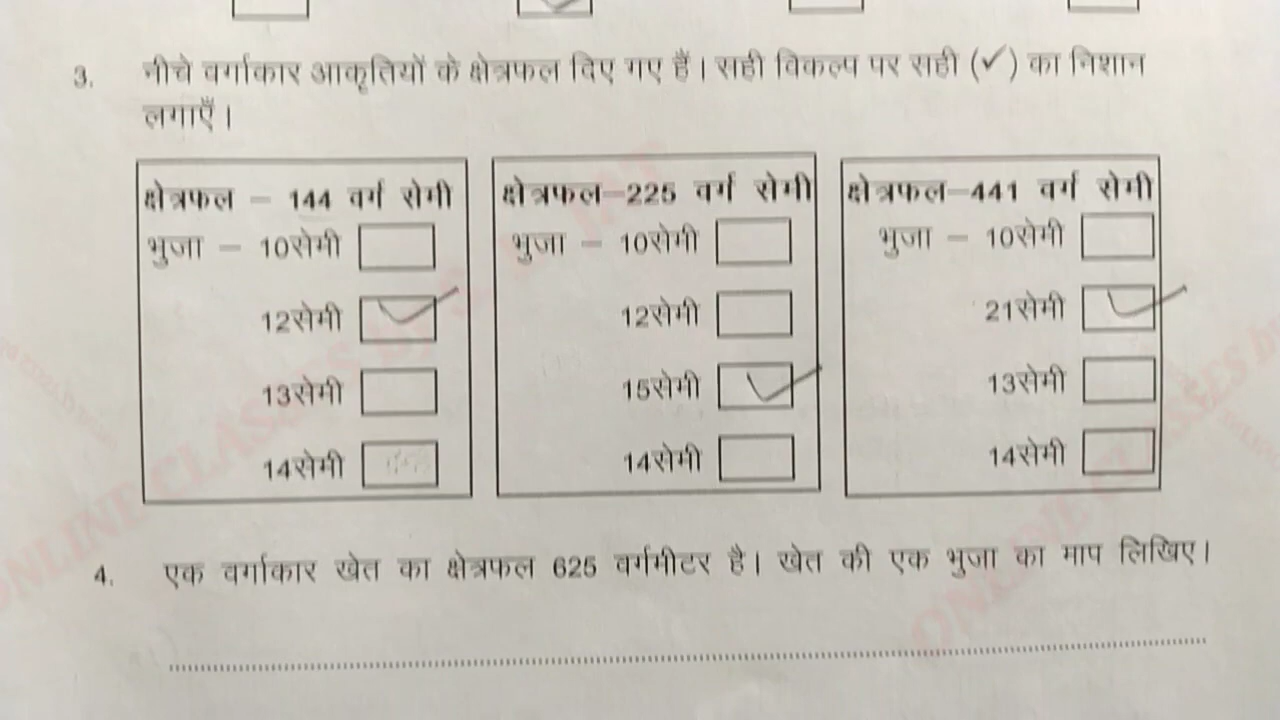 3. नीचे वर्गाकार आकृतियों के क्षेत्रफल दिए गए हैं। सही विकल्प पर सही (✓) का निशान
लगाएँ।
क्षेत्रफल – 144 वर्ग सेमी
भुजा – 10सेमी
12सेमी ✓
13सेमी
14सेमी
क्षेत्रफल–225 वर्ग सेमी
भुजा – 10सेमी
12सेमी
15सेमी ✓
14सेमी
क्षेत्रफल–441 वर्ग सेमी
भुजा – 10सेमी
21सेमी ✓
13सेमी
14सेमी
4. एक वर्गाकार खेत का क्षेत्रफल 625 वर्गमीटर है। खेत की एक भुजा का माप लिखिए।